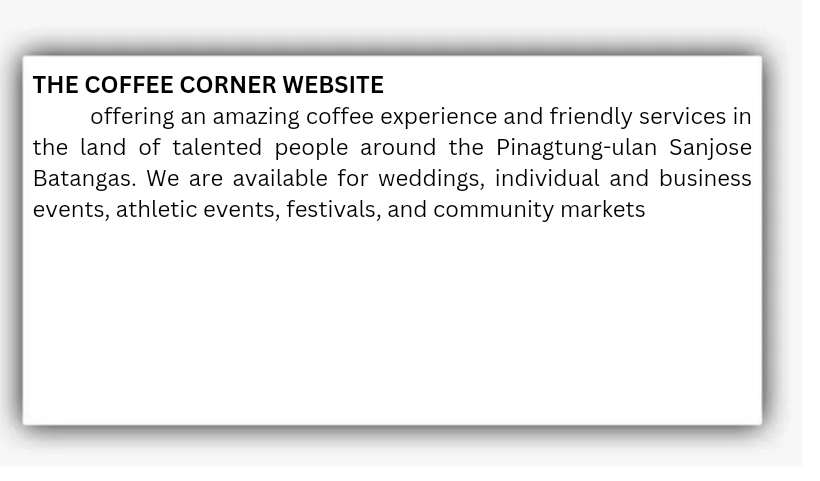 THE COFFEE CORNER WEBSITE
offering an amazing coffee experience and friendly services in
the land of talented people around the Pinagtung-ulan Sanjose
Batangas. We are available for weddings, individual and business
events, athletic events, festivals, and community markets